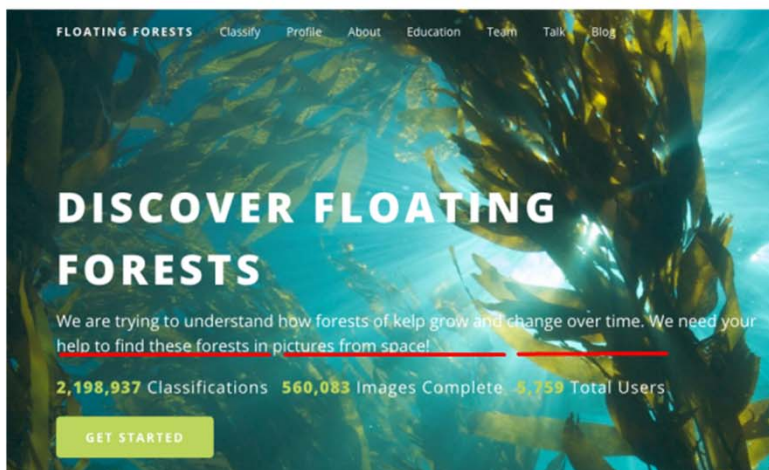 FLOATING FORESTS Classify Profile About Education Team Talk Blog
DISCOVER FLOATING
FORESTS
We are trying to understand how forests of kelp grow and change over time. We need your
help to find these forests in pictures from space!
2,198,937 Classifications 560,083 Images Complete 5,759 Total Users
GET STARTED